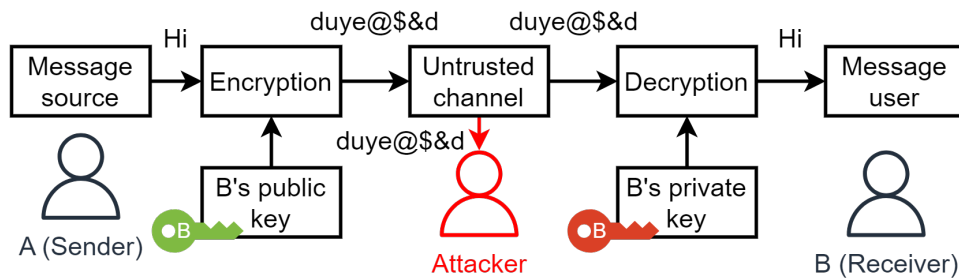 duye@$&d
duye@$&d
Hi
Hi
Message
source
Encryption
Untrusted
channel
Decryption
Message
user
duye@$&d
B's public
key
B's private
key
B
B
A (Sender)
Attacker
B (Receiver)